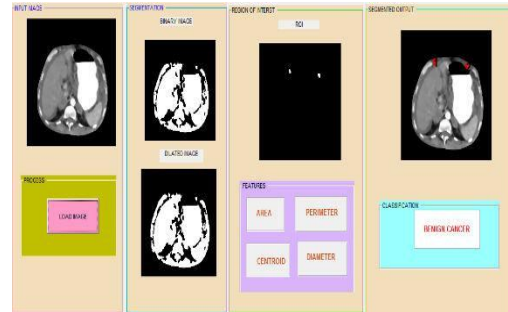 INPUT IMAGE
PROCESS
LOAD IMAGE
SEGMENTATION
BINARY IMAGE
DILATED IMAGE
REGION OF INTERST
ROI
FEATURES
AREA
PERIMETER
CENTROID
DIAMETER
SEGMENTED OUTPUT
CLASSIFICATION
BENIGN CANCER